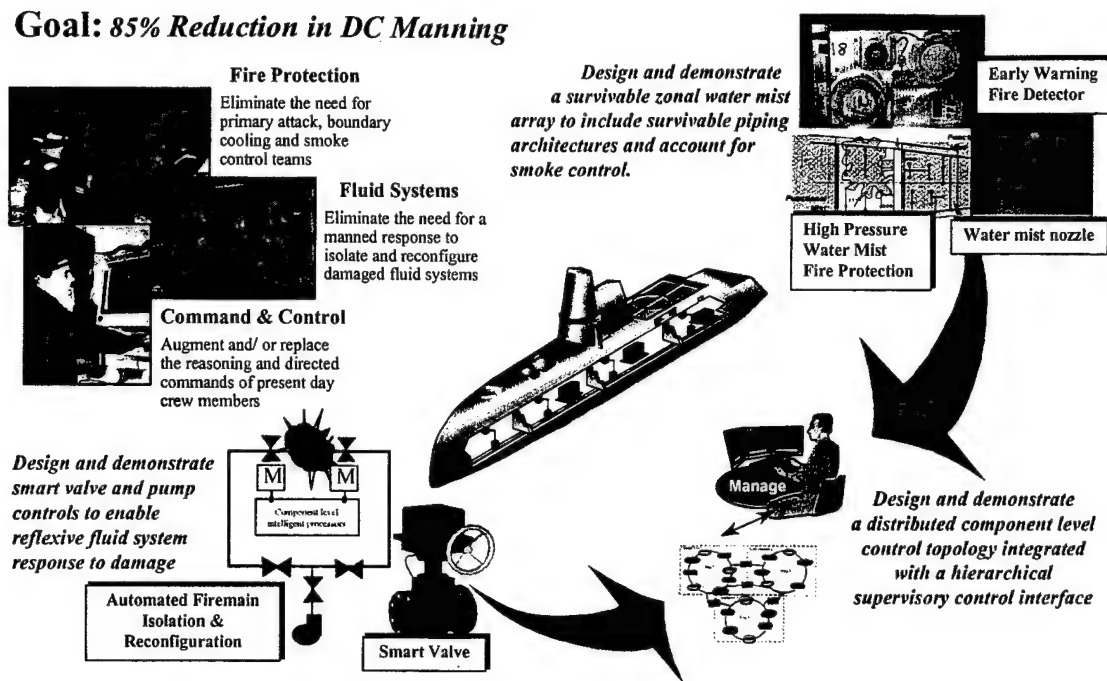 Goal: 85% Reduction in DC Manning
Fire Protection
Eliminate the need for
primary attack, boundary
cooling and smoke
control teams
Fluid Systems
Eliminate the need for a
manned response to
isolate and reconfigure
damaged fluid systems
Command & Control
Augment and/ or replace
the reasoning and directed
commands of present day
crew members
Design and demonstrate
a survivable zonal water mist
array to include survivable piping
architectures and account for
smoke control.
Early Warning
Fire Detector
High Pressure
Water Mist
Fire Protection
Water mist nozzle
Design and demonstrate
smart valve and pump
controls to enable
reflexive fluid system
response to damage
M
M
Component level
intelligent processors
Automated Firemain
Isolation &
Reconfiguration
Smart Valve
Manage
Design and demonstrate
a distributed component level
control topology integrated
with a hierarchical
supervisory control interface